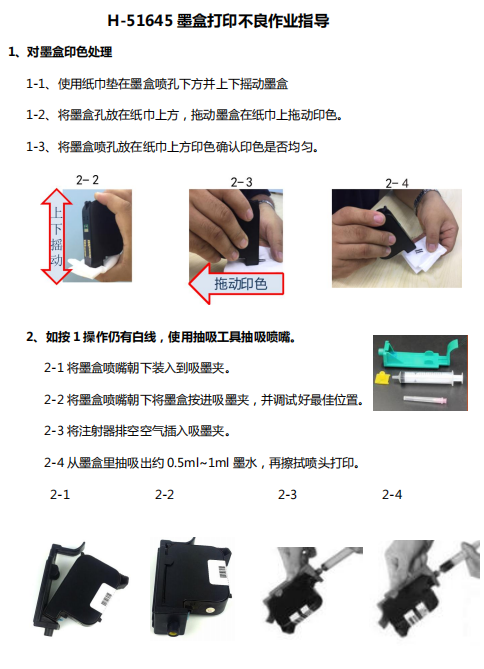 H-51645 墨盒打印不良作业指导
1、对墨盒印色处理
1-1、使用纸巾垫在墨盒喷孔下方并上下摇动墨盒
1-2、将墨盒孔放在纸巾上方，拖动墨盒在纸巾上拖动印色。
1-3、将墨盒喷孔放在纸巾上方印色确认印色是否均匀。
2-2
2-3
2-4
上下摇动
拖动印色
2、如按 1 操作仍有白线，使用抽吸工具抽吸喷嘴。
2-1 将墨盒喷嘴朝下装入到吸墨夹。
2-2 将墨盒喷嘴朝下将墨盒按进吸墨夹，并调试好最佳位置。
2-3 将注射器排空空气插入吸墨夹。
2-4 从墨盒里抽吸出约 0.5ml~1ml 墨水，再擦拭喷头打印。
2-1 2-2 2-3 2-4